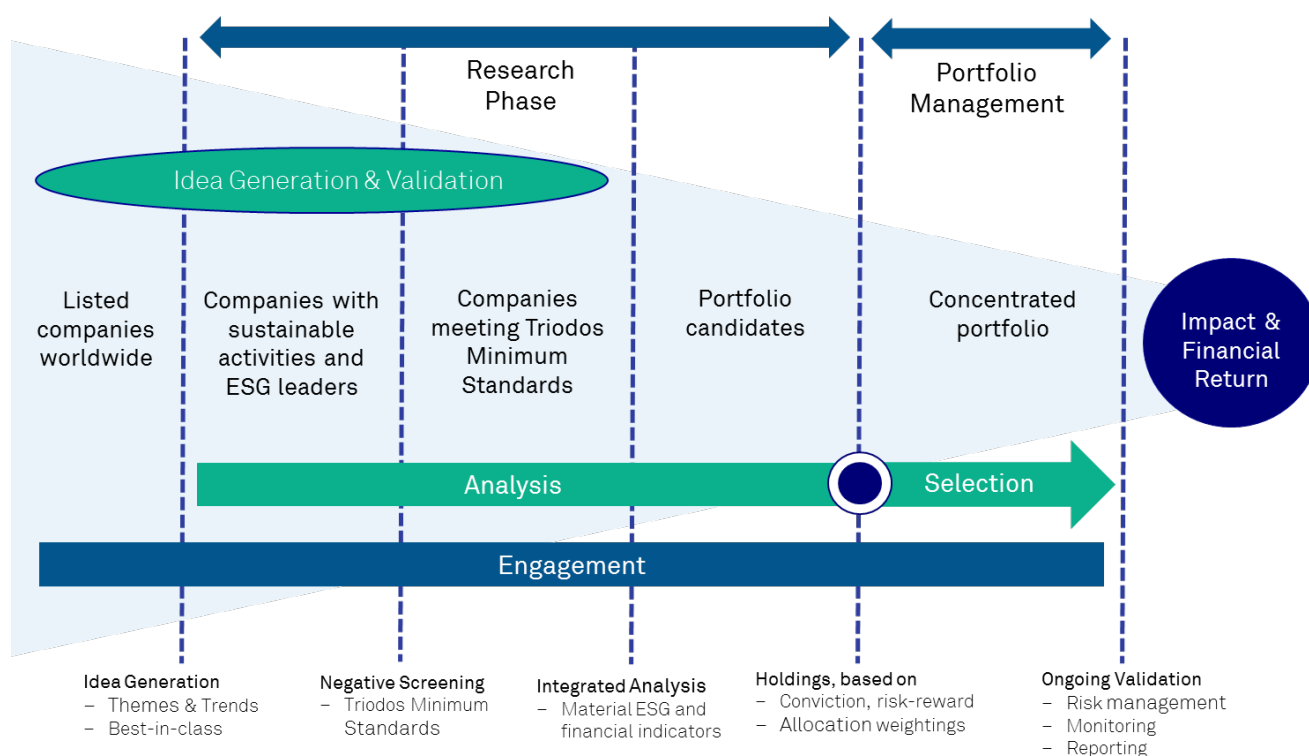 Research
Phase
Portfolio
Management
Idea Generation & Validation
Listed
companies
worldwide
Companies with
sustainable
activities and
ESG leaders
Companies
meeting Triodos
Minimum
Standards
Portfolio
candidates
Concentrated
portfolio
Impact &
Financial
Return
Analysis
Selection
Engagement
Idea Generation
– Themes & Trends
– Best-in-class
Negative Screening
– Triodos Minimum
Standards
Integrated Analysis
– Material ESG and
financial indicators
Holdings, based on
– Conviction, risk-reward
– Allocation weightings
Ongoing Validation
– Risk management
– Monitoring
– Reporting